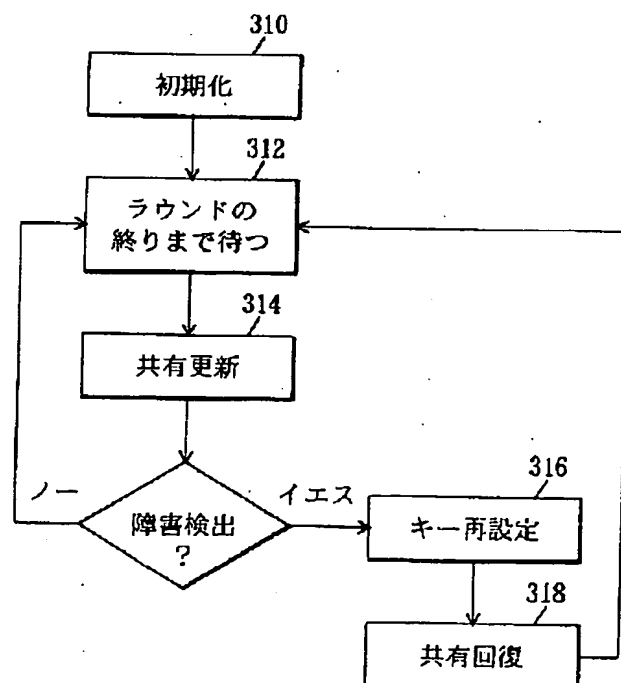 310
初期化
312
ラウンドの
終りまで待つ
314
共有更新
ノー
障害検出
?
イエス
316
キー再設定
318
共有回復